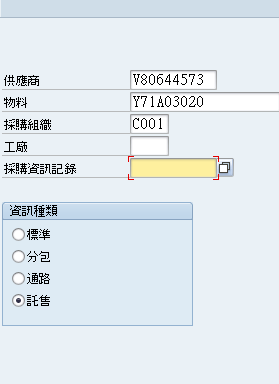 供應商 V80644573
物料 Y71A03020
採購組織 C001
工廠
採購資訊記錄
資訊種類
標準
分包
通路
託售